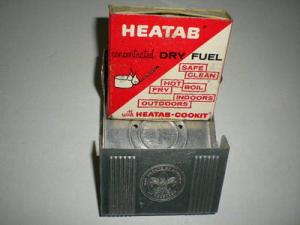 HEATAB®
concentrated DRY FUEL
SAFE
CLEAN
HOT
BOIL
FRY
INDOORS
OUTDOORS
with HEATAB-COOKIT